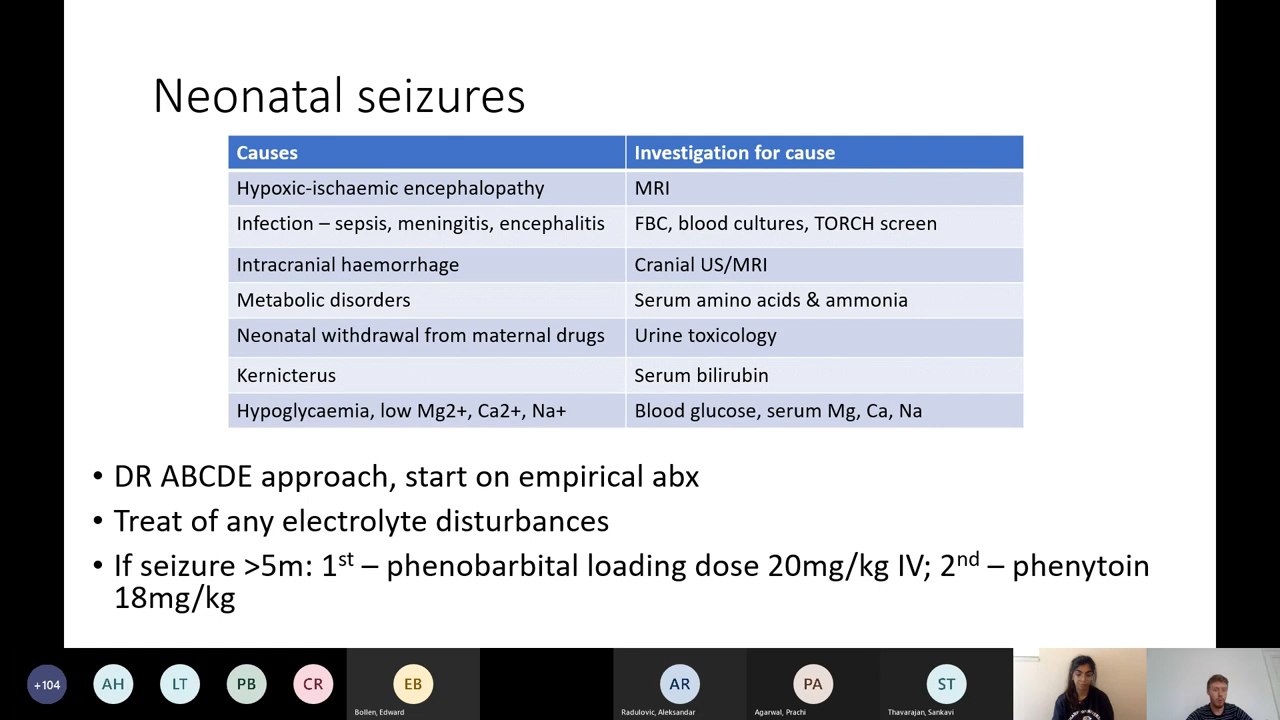 Neonatal seizures
Causes Investigation for cause
Hypoxic-ischaemic encephalopathy MRI
Infection – sepsis, meningitis, encephalitis FBC, blood cultures, TORCH screen
Intracranial haemorrhage Cranial US/MRI
Metabolic disorders Serum amino acids & ammonia
Neonatal withdrawal from maternal drugs Urine toxicology
Kernicterus Serum bilirubin
Hypoglycaemia, low Mg2+, Ca2+, Na+ Blood glucose, serum Mg, Ca, Na
• DR ABCDE approach, start on empirical abx
• Treat of any electrolyte disturbances
• If seizure >5m: 1st – phenobarbital loading dose 20mg/kg IV; 2nd – phenytoin
18mg/kg
+104 AH LT PB CR EB AR PA ST
Bollen, Edward Radulovic, Aleksandar Agarwal, Prachi Thavarajan, Sankavi